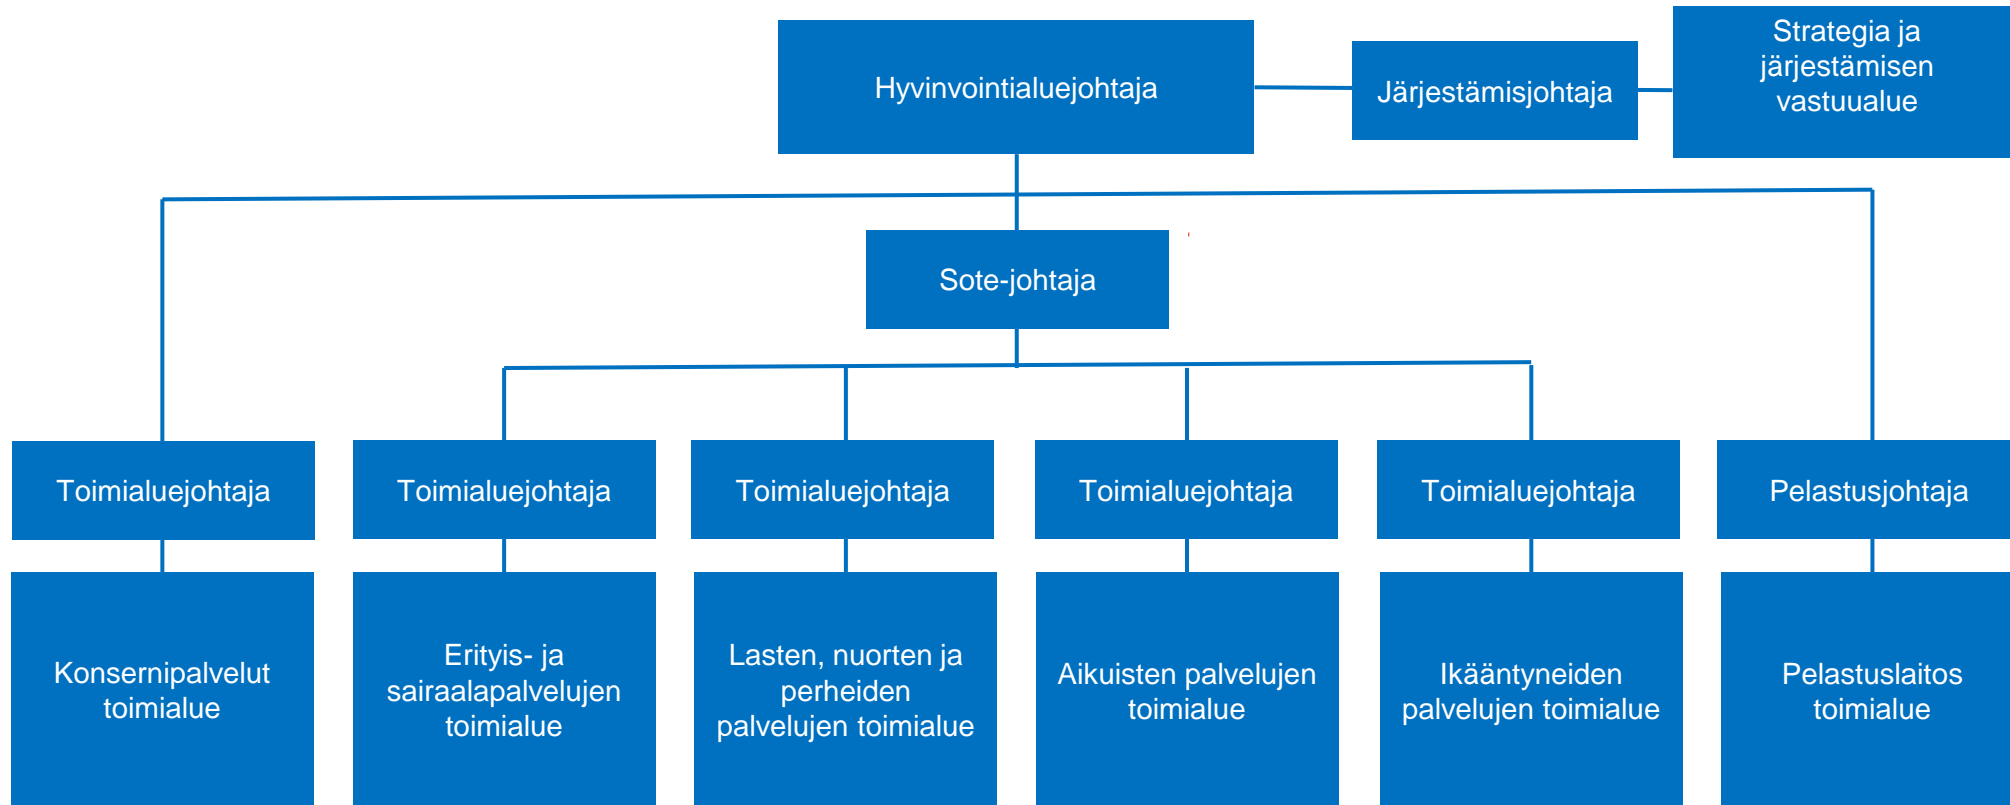 Hyvinvointialuejohtaja
Järjestämisjohtaja
Strategia ja
järjestämisen
vastuualue
Sote-johtaja
Toimialuejohtaja
Toimialuejohtaja
Toimialuejohtaja
Toimialuejohtaja
Toimialuejohtaja
Pelastusjohtaja
Konsernipalvelut
toimialue
Erityis- ja
sairaalapalvelujen
toimialue
Lasten, nuorten ja
perheiden
palvelujen toimialue
Aikuisten palvelujen
toimialue
Ikääntyneiden
palvelujen toimialue
Pelastuslaitos
toimialue